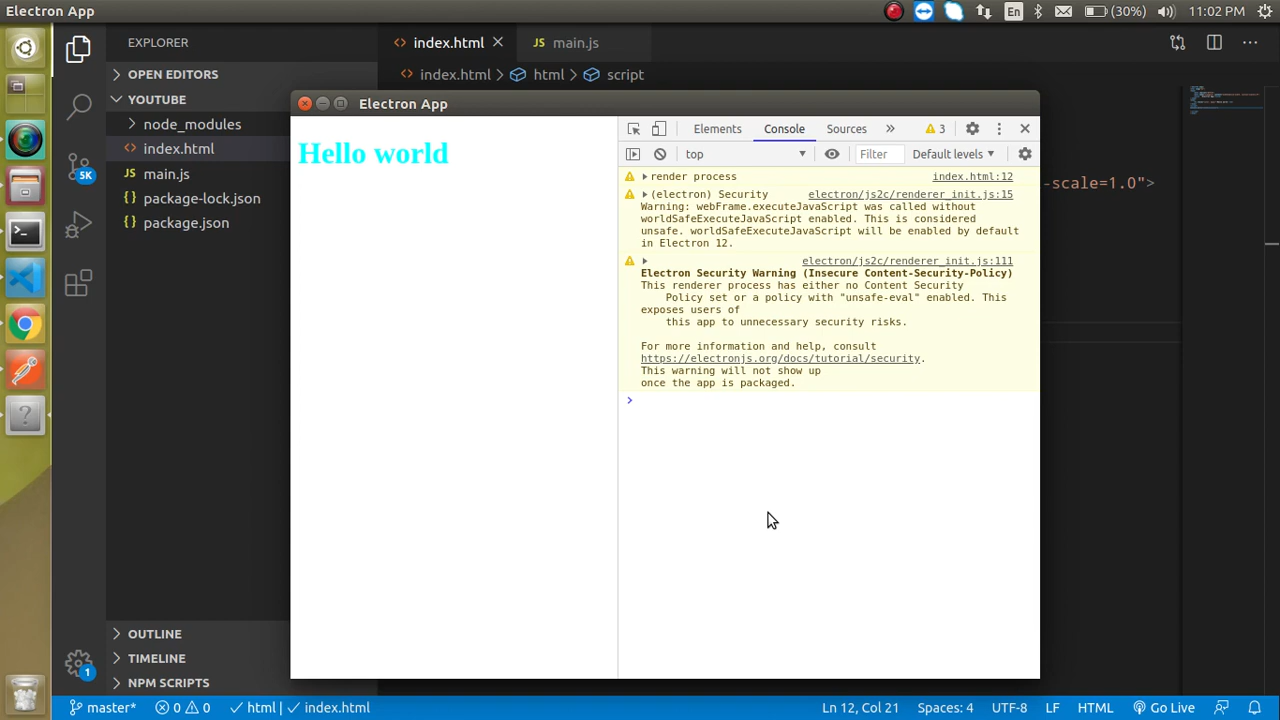 Electron App
En
(30%)
11:02 PM
EXPLORER
index.html
main.js
OPEN EDITORS
index.html
html
script
YOUTUBE
Electron App
node_modules
index.html
main.js
package-lock.json
package.json
5K
Hello world
Elements
Console
Sources
»
3
top
Filter
Default levels
render process
index.html:12
(electron) Security
electron/js2c/renderer_init.js:15
Warning: webFrame.executeJavaScript was called without
worldSafeExecuteJavaScript enabled. This is considered
unsafe. worldSafeExecuteJavaScript will be enabled by default
in Electron 12.
electron/js2c/renderer_init.js:111
Electron Security Warning (Insecure Content-Security-Policy)
This renderer process has either no Content Security
Policy set or a policy with "unsafe-eval" enabled. This
exposes users of
this app to unnecessary security risks.
For more information and help, consult
https://electronjs.org/docs/tutorial/security.
This warning will not show up
once the app is packaged.
-scale=1.0">
OUTLINE
TIMELINE
NPM SCRIPTS
1
master*
0
0
html
index.html
Ln 12, Col 21
Spaces: 4
UTF-8
LF
HTML
Go Live